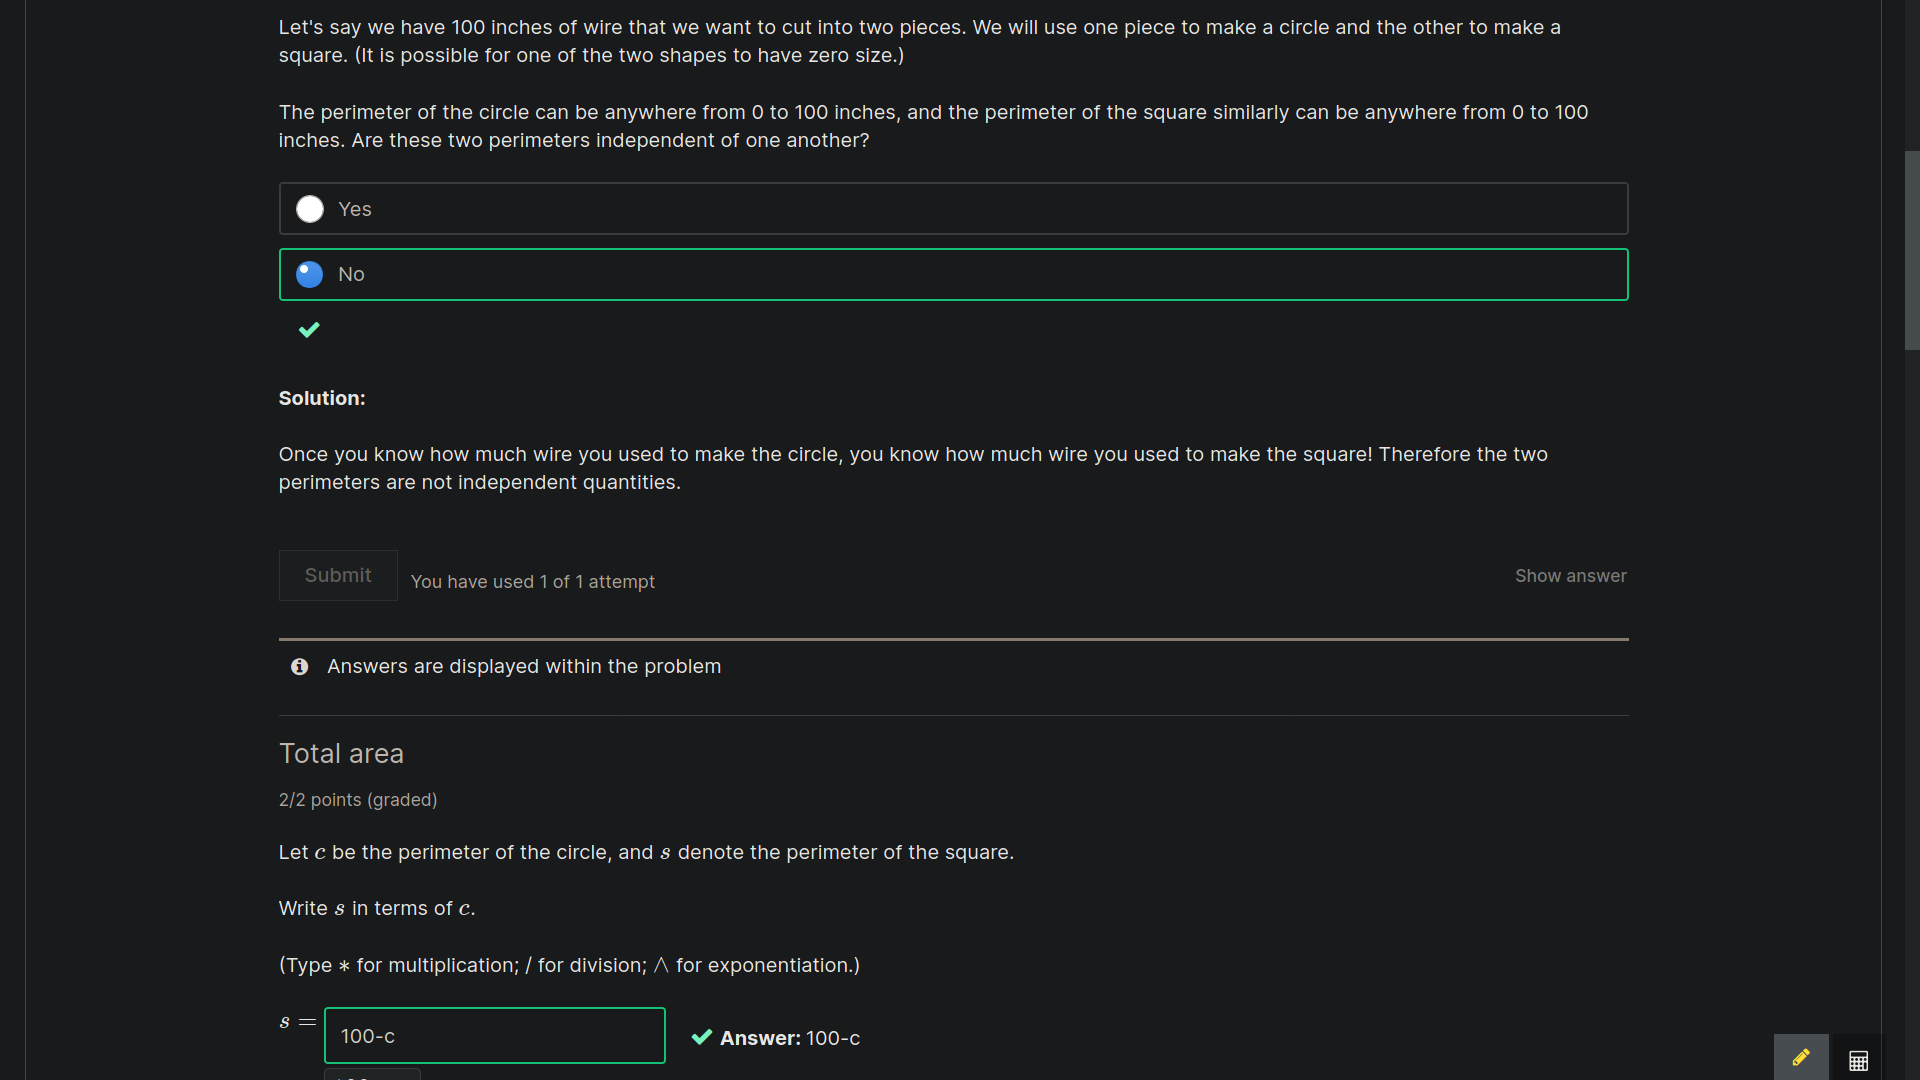 Let's say we have 100 inches of wire that we want to cut into two pieces. We will use one piece to make a circle and the other to make a
square. (It is possible for one of the two shapes to have zero size.)
The perimeter of the circle can be anywhere from 0 to 100 inches, and the perimeter of the square similarly can be anywhere from 0 to 100
inches. Are these two perimeters independent of one another?
Yes
No
Solution:
Once you know how much wire you used to make the circle, you know how much wire you used to make the square! Therefore the two
perimeters are not independent quantities.
Submit You have used 1 of 1 attempt Show answer
Answers are displayed within the problem
Total area
2/2 points (graded)
Let c be the perimeter of the circle, and s denote the perimeter of the square.
Write s in terms of c.
(Type * for multiplication; / for division; ∧ for exponentiation.)
s = 100-c Answer: 100-c